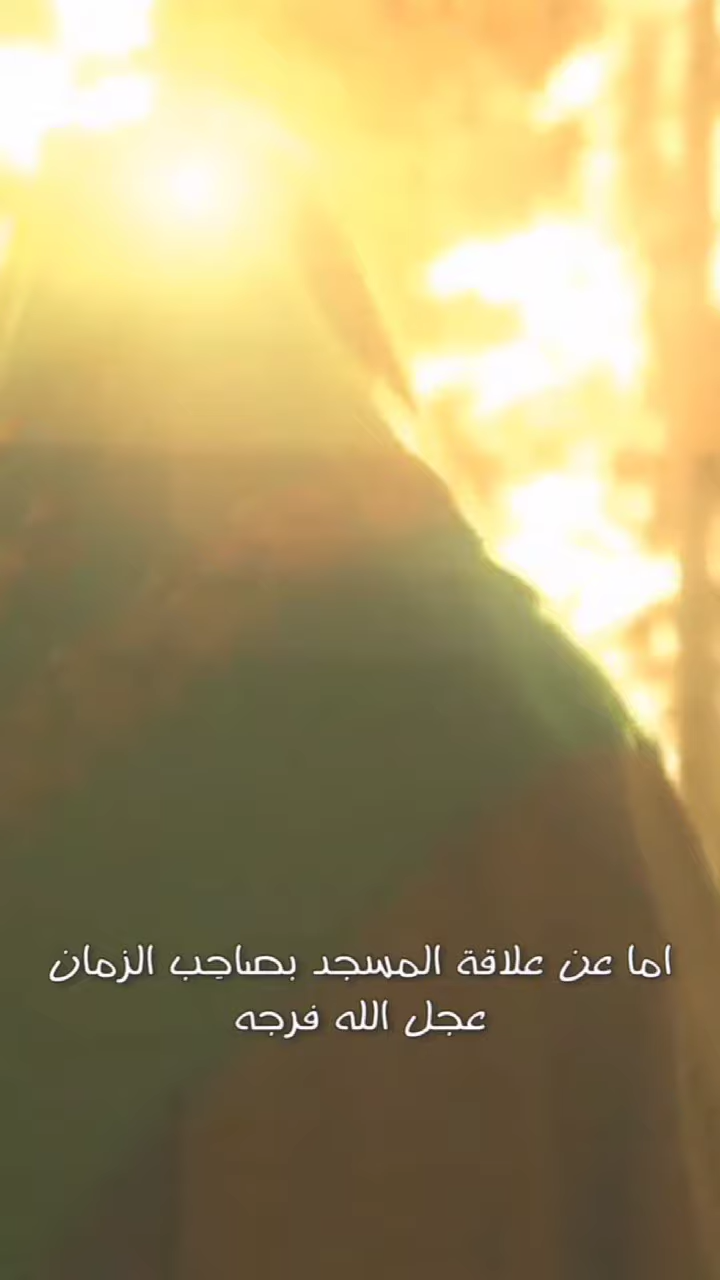 اما عن علاقة المسجد بصاحب الزمان
عجل الله فرجه